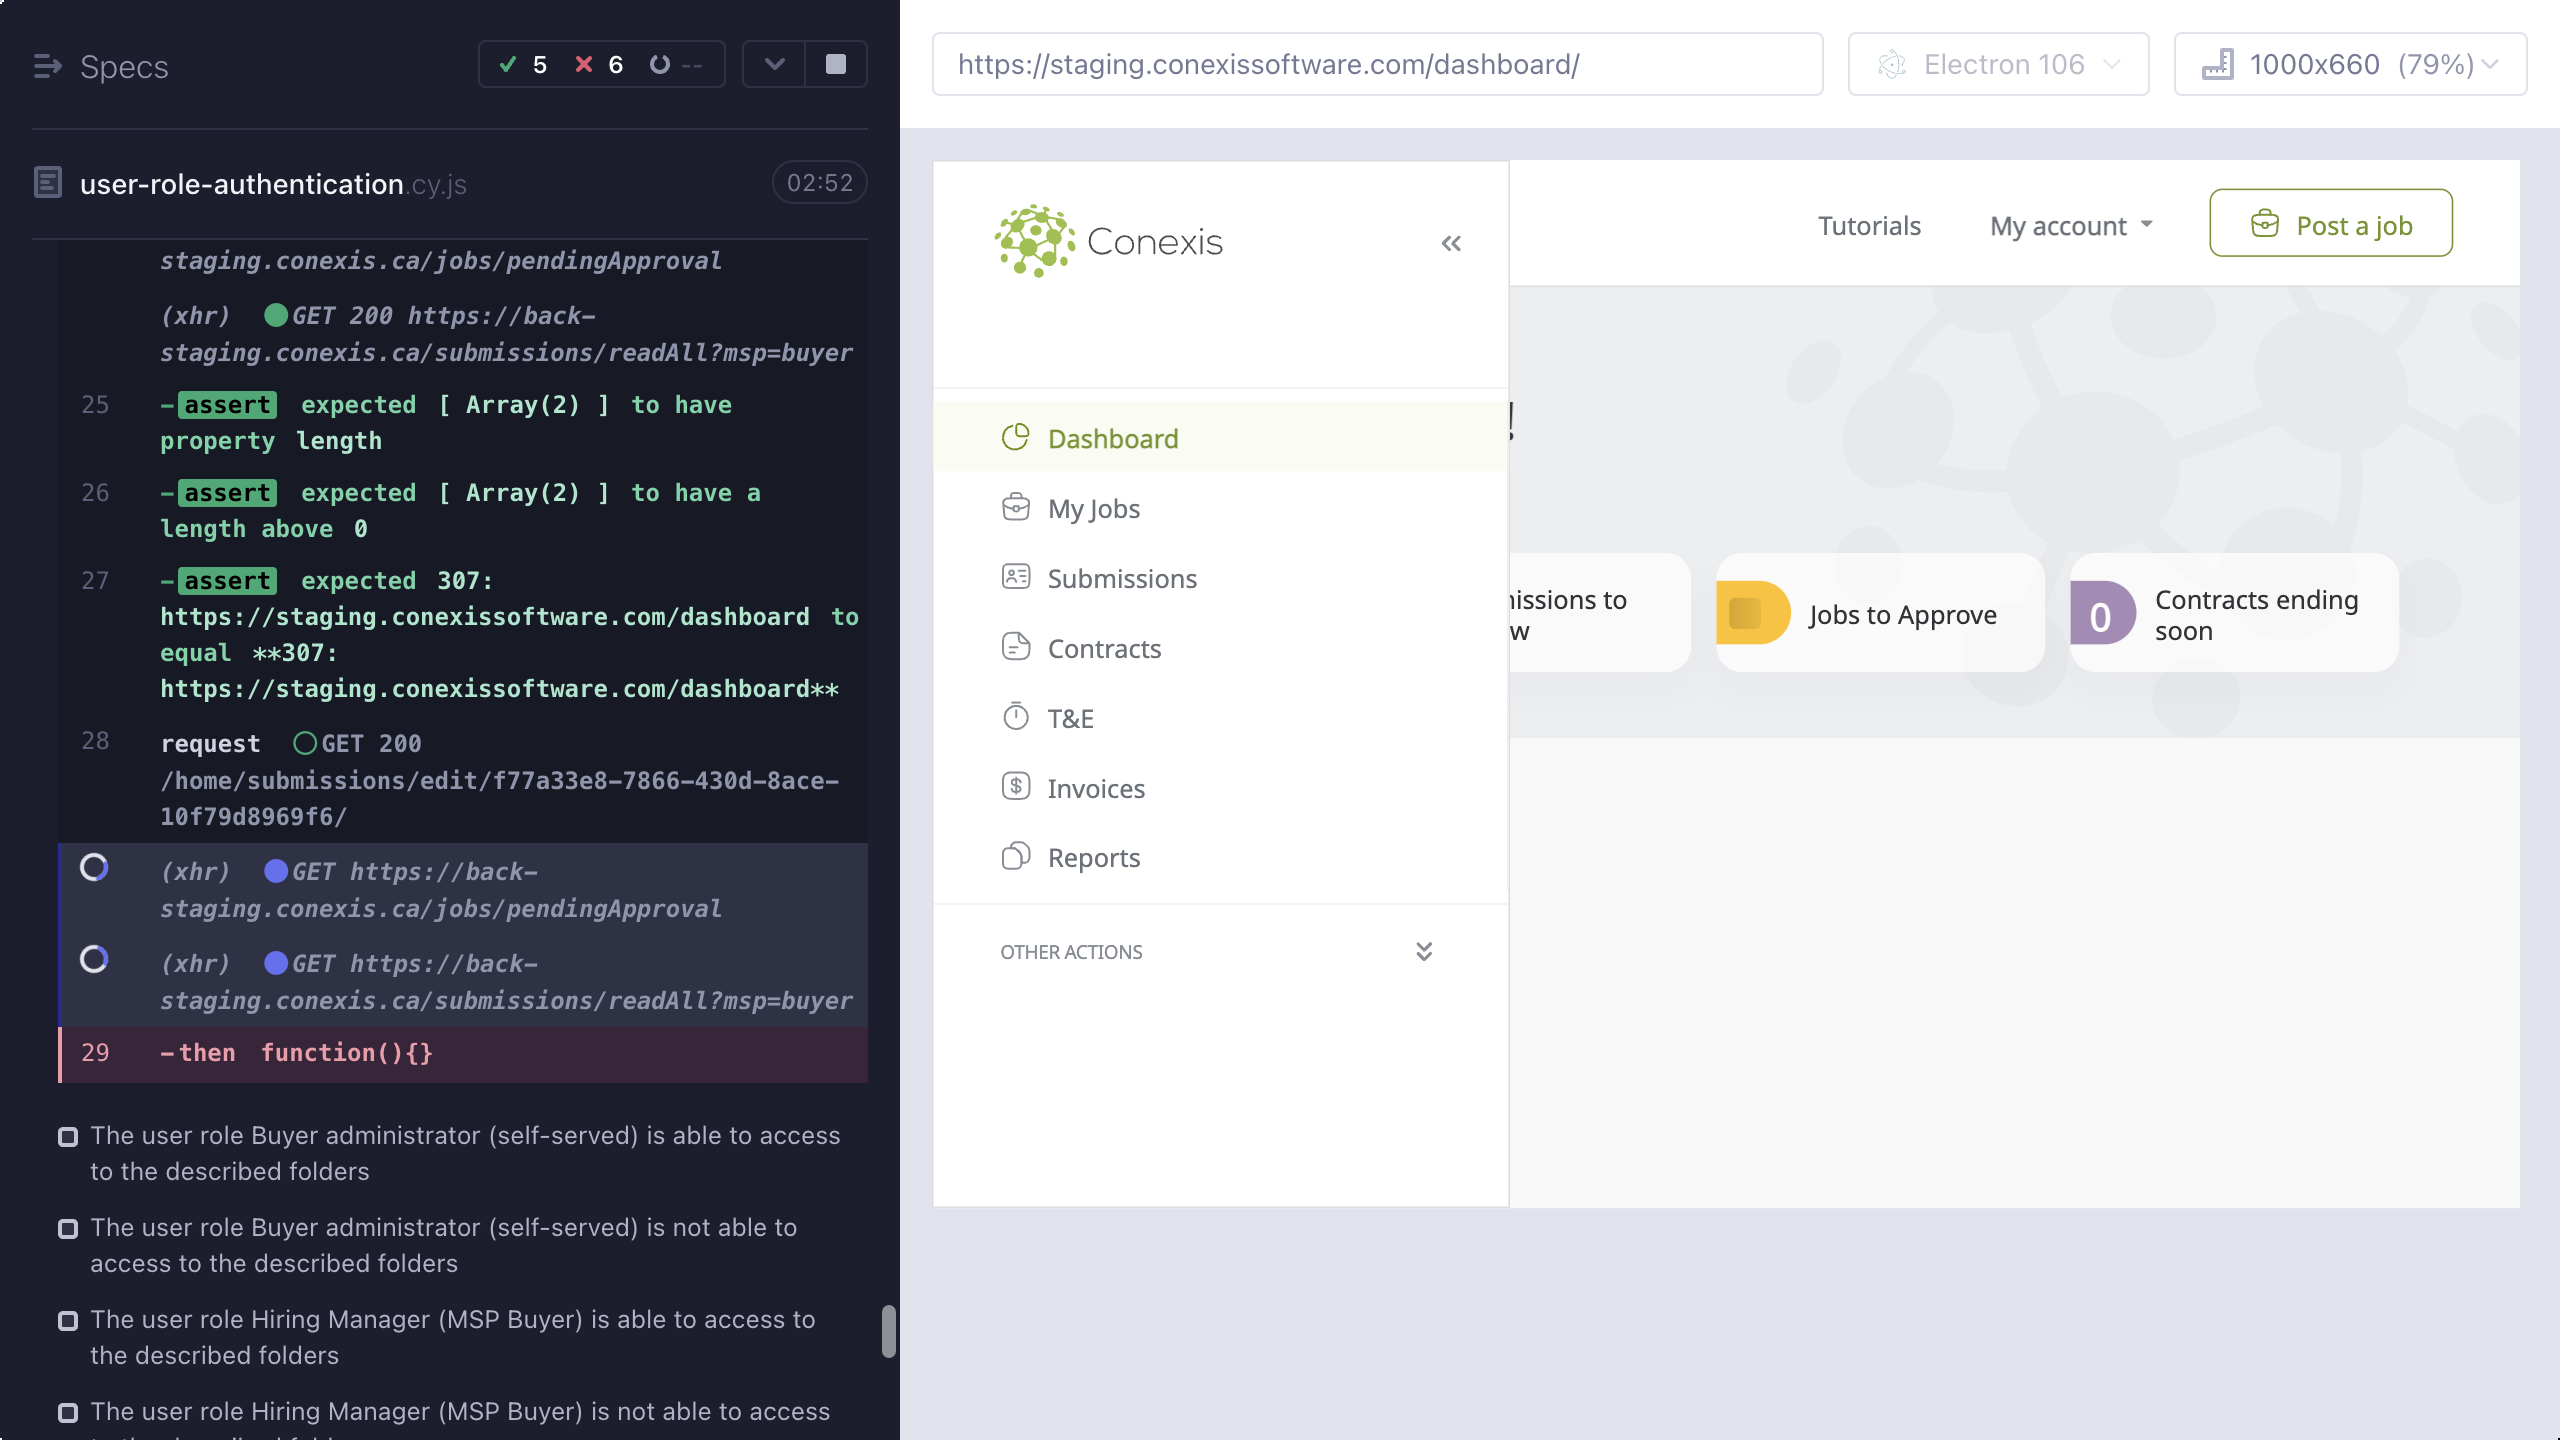 Specs
5
6
--
user-role-authentication.cy.js
02:52
staging.conexis.ca/jobs/pendingApproval
(xhr) GET 200 https://back-
staging.conexis.ca/submissions/readAll?msp=buyer
25 -assert expected [ Array(2) ] to have
property length
26 -assert expected [ Array(2) ] to have a
length above 0
27 -assert expected 307:
https://staging.conexissoftware.com/dashboard to
equal **307:
https://staging.conexissoftware.com/dashboard**
28 request GET 200
/home/submissions/edit/f77a33e8-7866-430d-8ace-
10f79d8969f6/
(xhr) GET https://back-
staging.conexis.ca/jobs/pendingApproval
(xhr) GET https://back-
staging.conexis.ca/submissions/readAll?msp=buyer
29 -then function(){}
The user role Buyer administrator (self-served) is able to access
to the described folders
The user role Buyer administrator (self-served) is not able to
access to the described folders
The user role Hiring Manager (MSP Buyer) is able to access to
the described folders
The user role Hiring Manager (MSP Buyer) is not able to access
https://staging.conexissoftware.com/dashboard/
Electron 106
1000x660 (79%)
Conexis
Tutorials
My account
Post a job
!
Dashboard
My Jobs
Submissions
Contracts
T&E
Invoices
Reports
OTHER ACTIONS
issions to
w
Jobs to Approve
0
Contracts ending
soon